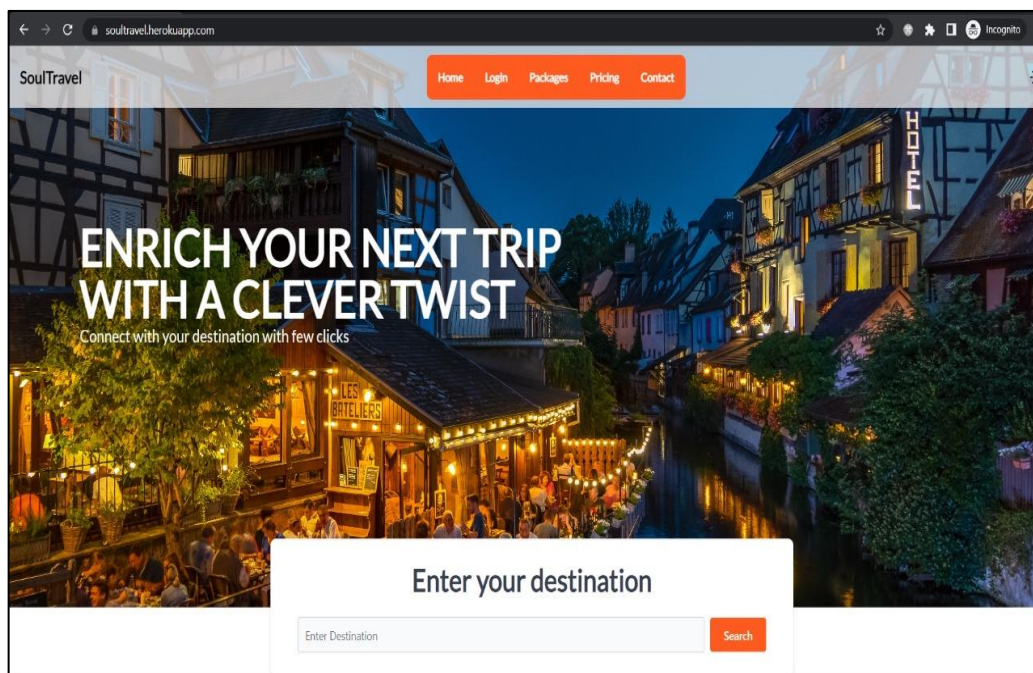 soultravel.herokuapp.com
Incognito
SoulTravel
Home Login Packages Pricing Contact
HOTEL
ENRICH YOUR NEXT TRIP
WITH A CLEVER TWIST
Connect with your destination with few clicks
LES
BATELIERS
Enter your destination
Enter Destination
Search